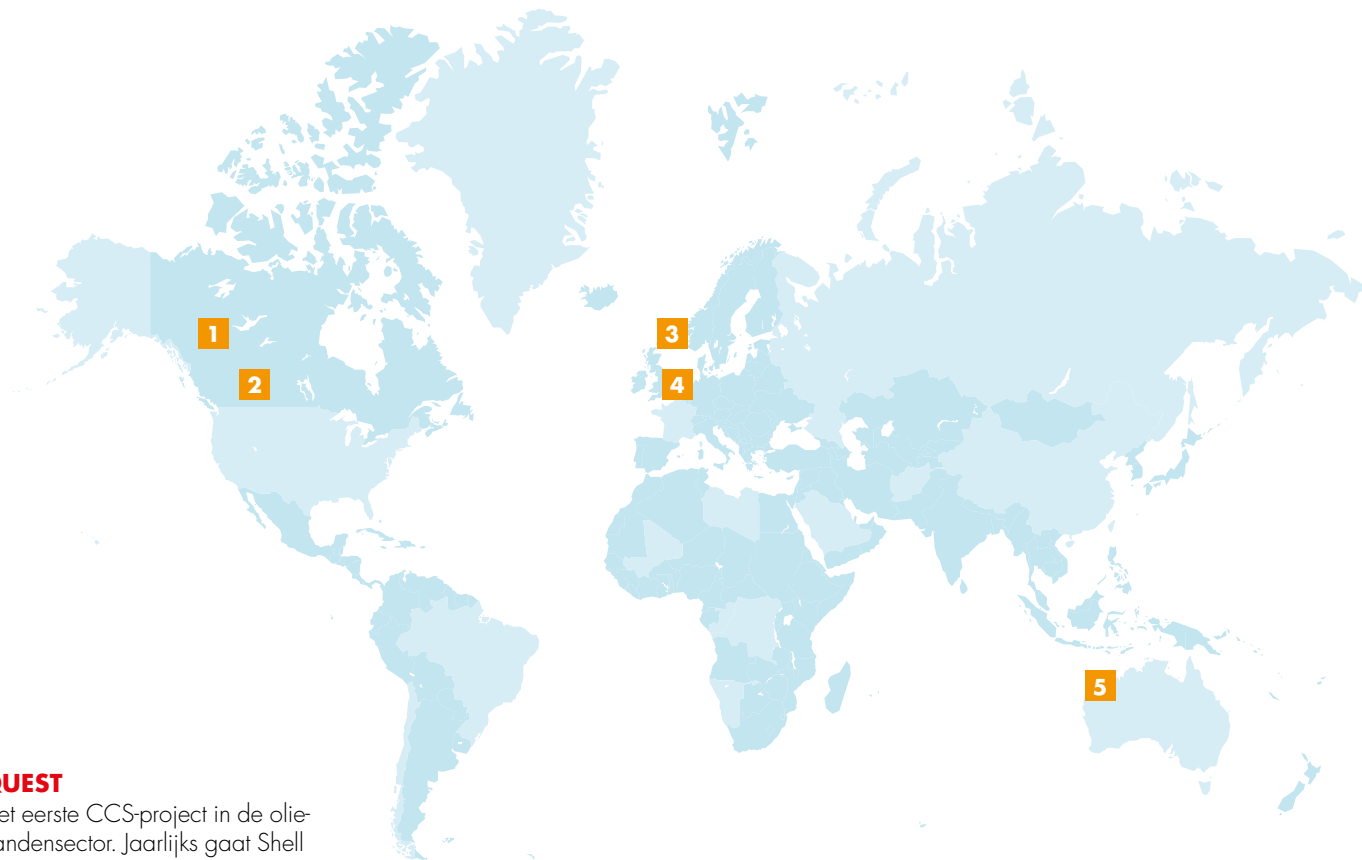 1
2
3
4
5
QUEST
et eerste CCS-project in de olie-
andensector. Jaarlijks gaat Shell